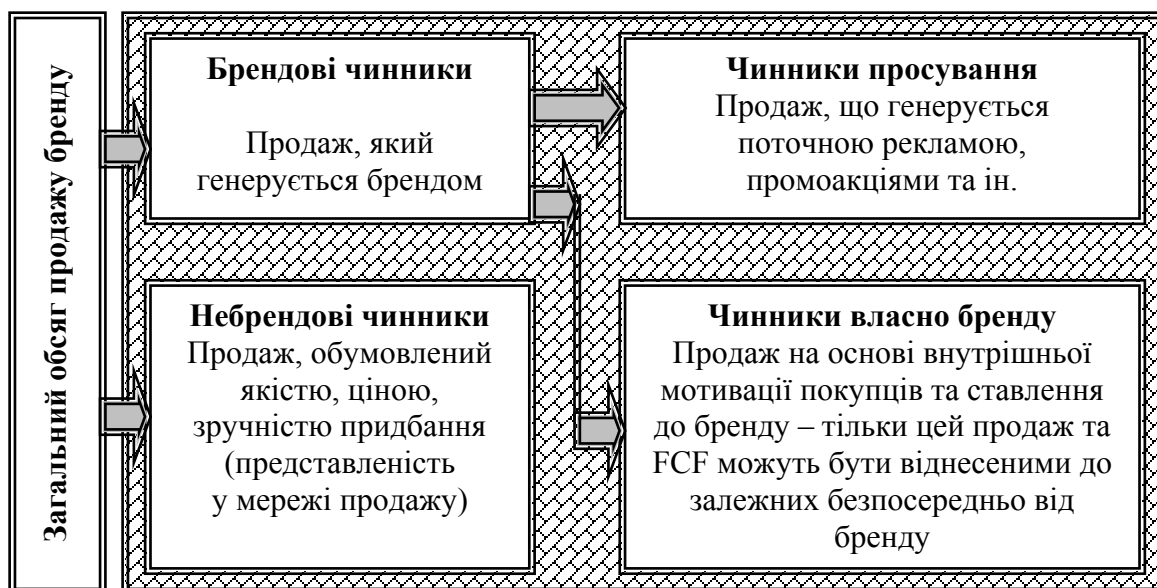 Загальний обсяг продажу бренду
Брендові чинники
Продаж, який
генерується брендом
Чинники просування
Продаж, що генерується
поточною рекламою,
промоакціями та ін.
Небрендові чинники
Продаж, обумовлений
якістю, ціною,
зручністю придбання
(представленість
у мережі продажу)
Чинники власно бренду
Продаж на основі внутрішньої
мотивації покупців та ставлення
до бренду – тільки цей продаж та
FCF можуть бути віднесеними до
залежних безпосередньо від
бренду